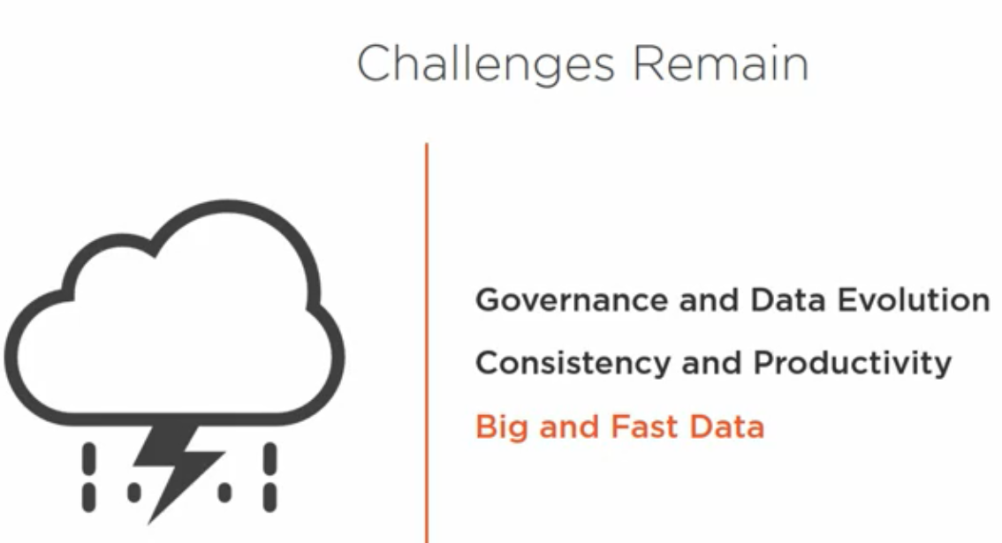 Challenges Remain
Governance and Data Evolution
Consistency and Productivity
Big and Fast Data